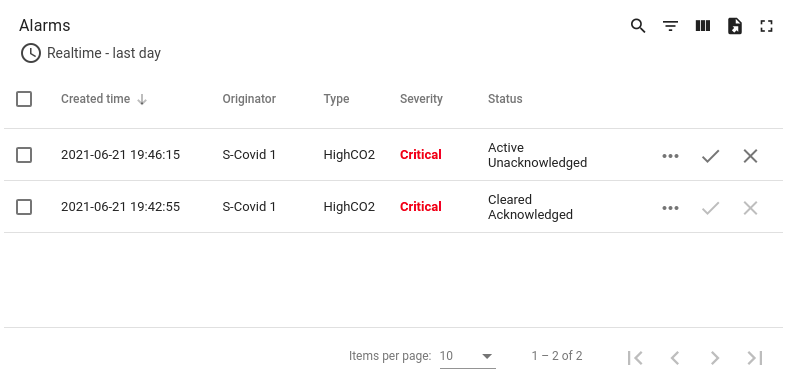 Alarms
Realtime - last day
Created time Originator Type Severity Status
2021-06-21 19:46:15 S-Covid 1 HighCO2 Critical Active
Unacknowledged
2021-06-21 19:42:55 S-Covid 1 HighCO2 Critical Cleared
Acknowledged
Items per page: 10 1 – 2 of 2